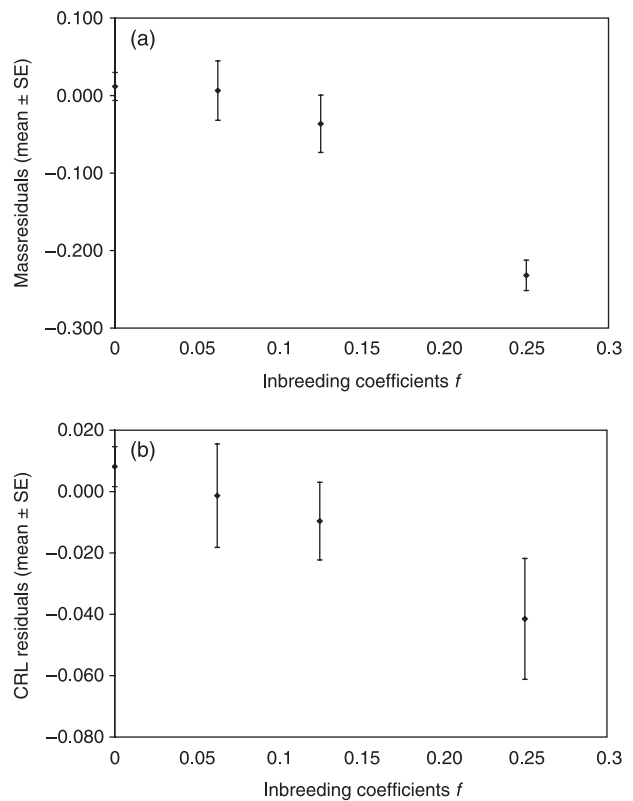 (a)
Massresiduals (mean ± SE)
0.100
0.000
−0.100
−0.200
−0.300
0 0.05 0.1 0.15 0.20 0.25 0.3
Inbreeding coefficients f
(b)
CRL residuals (mean ± SE)
0.020
0.000
−0.020
−0.040
−0.060
−0.080
0 0.05 0.1 0.15 0.20 0.25 0.3
Inbreeding coefficients f